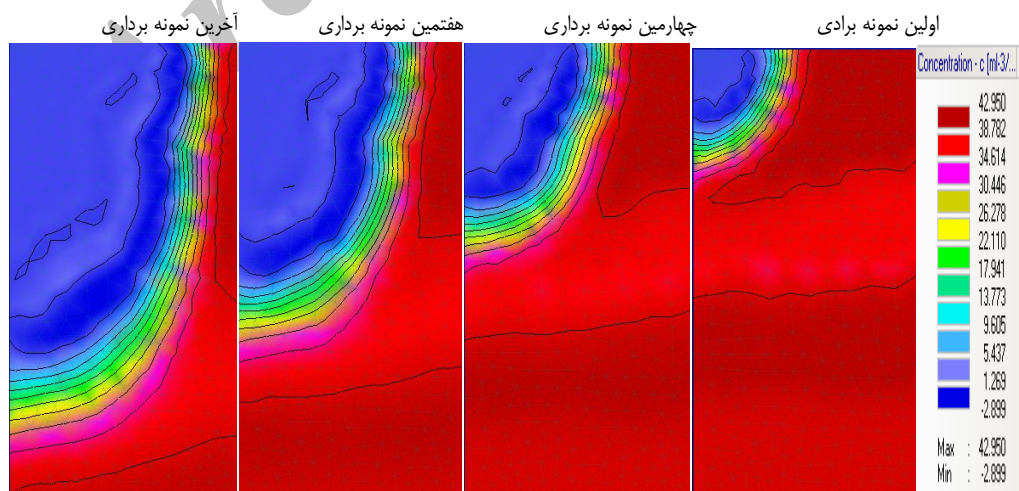 اولین نمونه برادی
چهارمین نمونه برداری
هفتمین نمونه برداری
آخرین نمونه برداری
Concentration - c [ml-3/...
42.950
38.782
34.614
30.446
26.278
22.110
17.941
13.773
9.605
5.437
1.269
-2.899
Max : 42.950
Min : -2.899